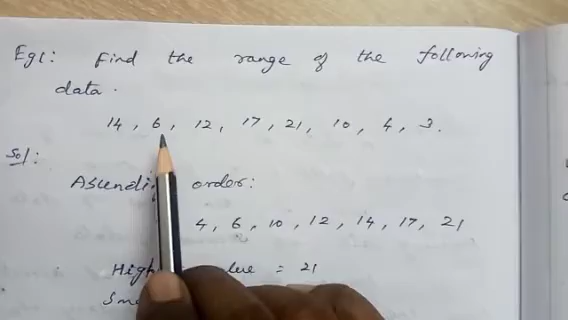 Eg1: Find the range of the following
data.
14, 6, 12, 17, 21, 10, 4, 3.
Sol:
order:
4, 6, 10, 12, 14, 17, 21
= 21